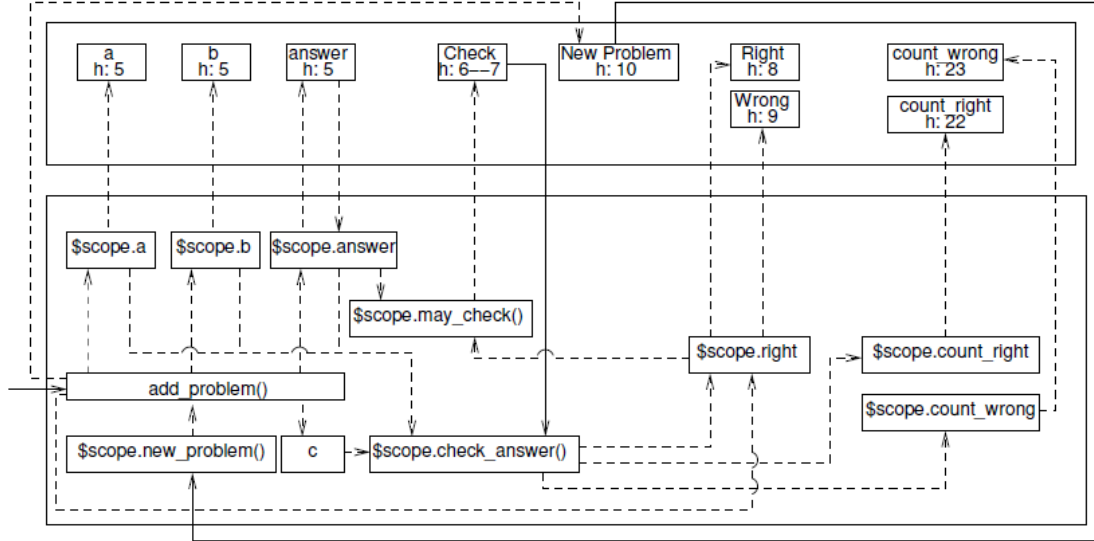 a
h: 5
b
h: 5
answer
h: 5
Check
h: 6––7
New Problem
h: 10
Right
h: 8
Wrong
h: 9
count_wrong
h: 23
count_right
h: 22
$scope.a
$scope.b
$scope.answer
$scope.may_check()
$scope.right
$scope.count_right
add_problem()
$scope.count_wrong
$scope.new_problem()
c
$scope.check_answer()